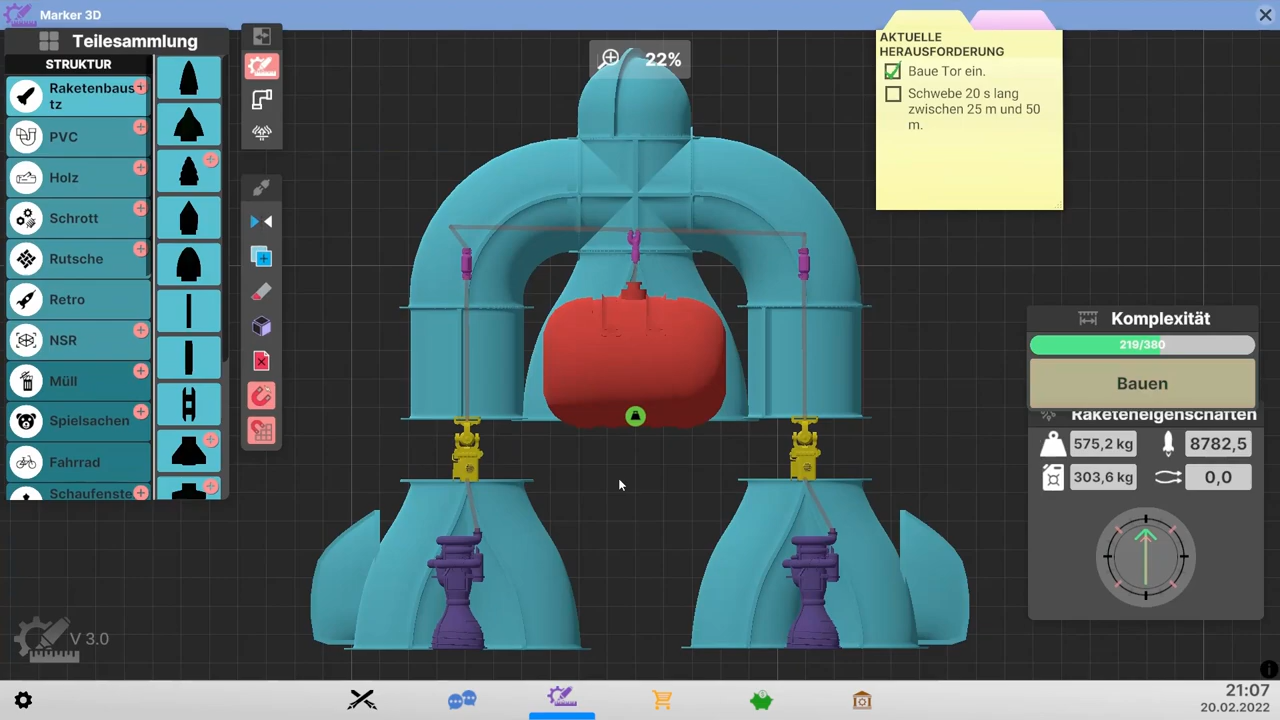 Marker 3D
Teilesammlung
STRUKTUR
Raketenbaus
tz
PVC
Holz
Schrott
Rutsche
Retro
NSR
Müll
Spielsachen
Fahrrad
Schaufenste
22%
AKTUELLE
HERAUSFORDERUNG
Baue Tor ein.
Schwebe 20 s lang
zwischen 25 m und 50
m.
Komplexität
219/380
Bauen
Raketeneigenschaften
575,2 kg
8782,5
303,6 kg
0,0
V 3.0
21:07
20.02.2022